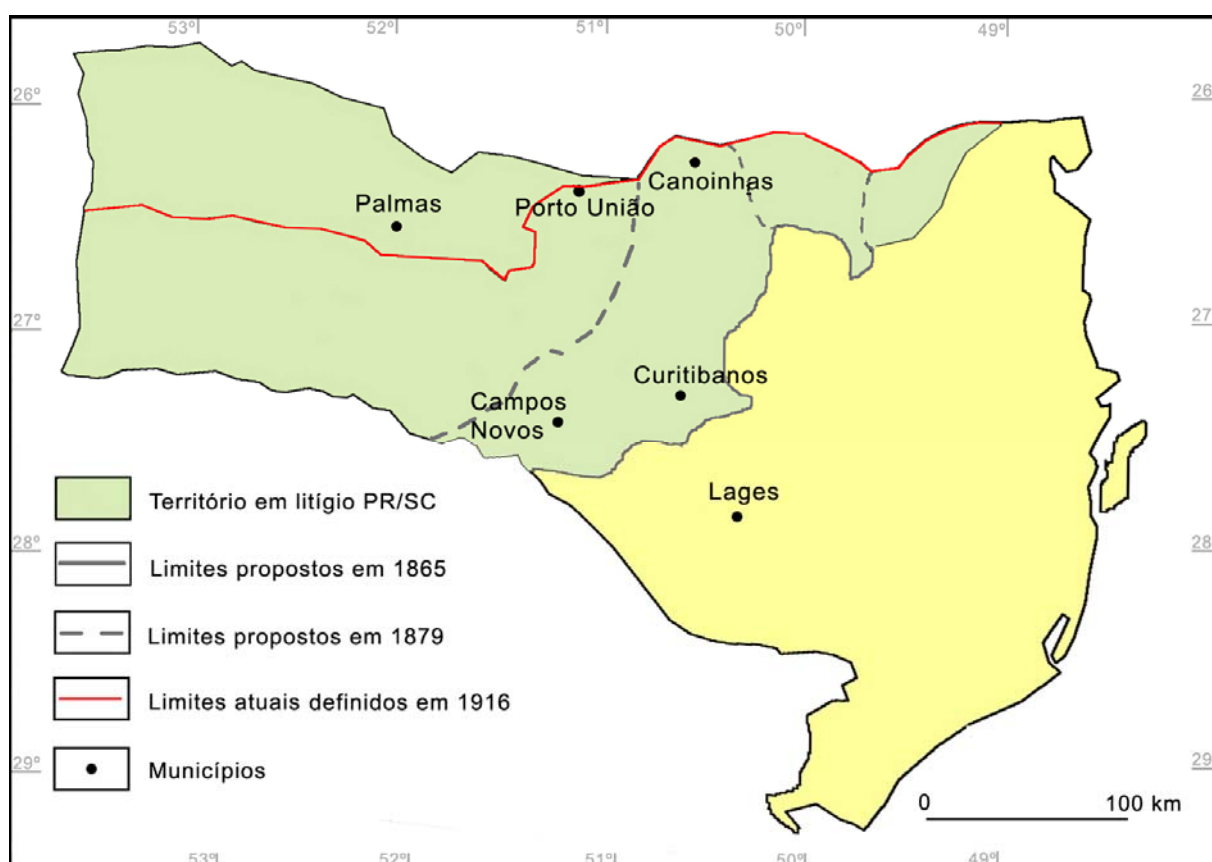 53º 52º 51º 50º 49º
26º 26
Palmas
Canoinhas
Porto União
27º 27
Curitibanos
Campos
Novos
Território em litígio PR/SC
Lages
28º 28
Limites propostos em 1865
Limites propostos em 1879
Limites atuais definidos em 1916
Municípios
29º 29
0 100 km
53º 52º 51º 50º 49º